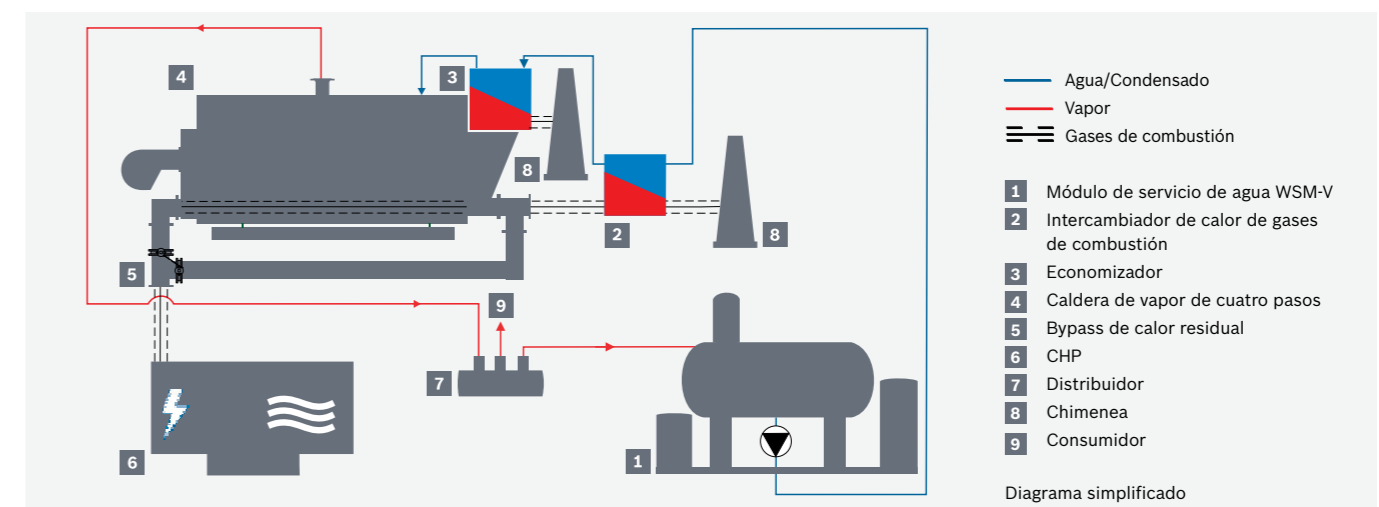 4
3
8
2
8
5
9
7
6
1
Agua/Condensado
Vapor
Gases de combustión
1 Módulo de servicio de agua WSM-V
2 Intercambiador de calor de gases
de combustión
3 Economizador
4 Caldera de vapor de cuatro pasos
5 Bypass de calor residual
6 CHP
7 Distribuidor
8 Chimenea
9 Consumidor
Diagrama simplificado